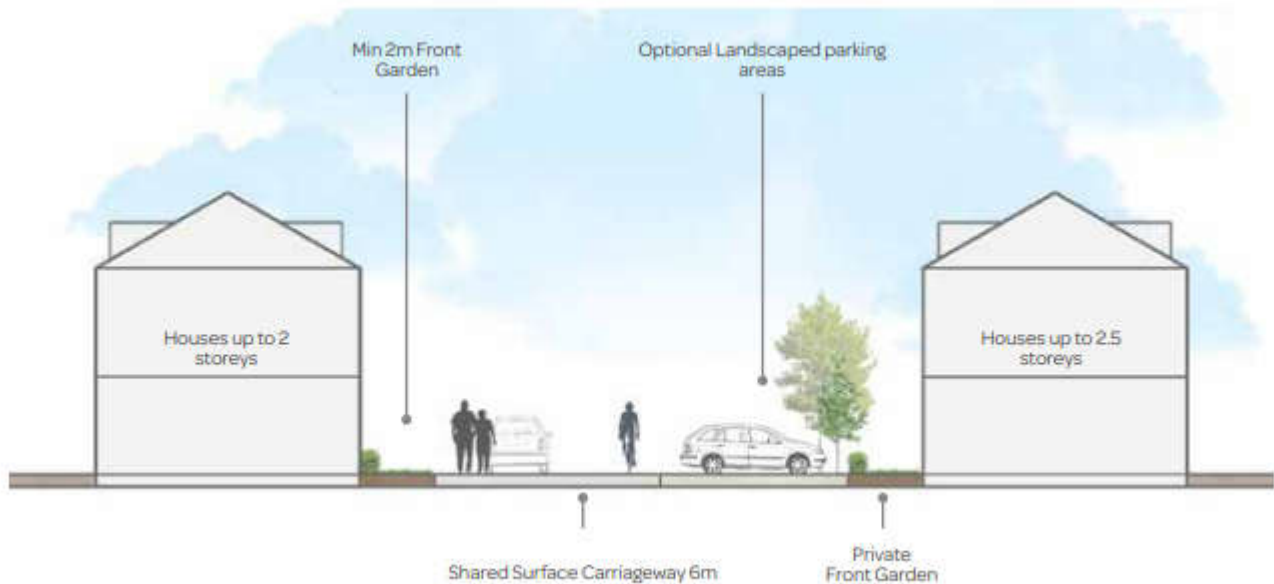 Min 2m Front
Garden
Optional Landscaped parking
areas
Houses up to 2
storeys
Houses up to 2.5
storeys
Shared Surface Carriageway 6m
Private
Front Garden